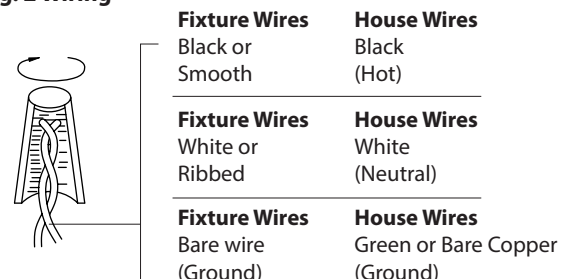 Wiring
Fixture Wires House Wires
Black or Black
Smooth (Hot)
Fixture Wires House Wires
White or White
Ribbed (Neutral)
Fixture Wires House Wires
Bare wire Green or Bare Copper
(Ground) (Ground)